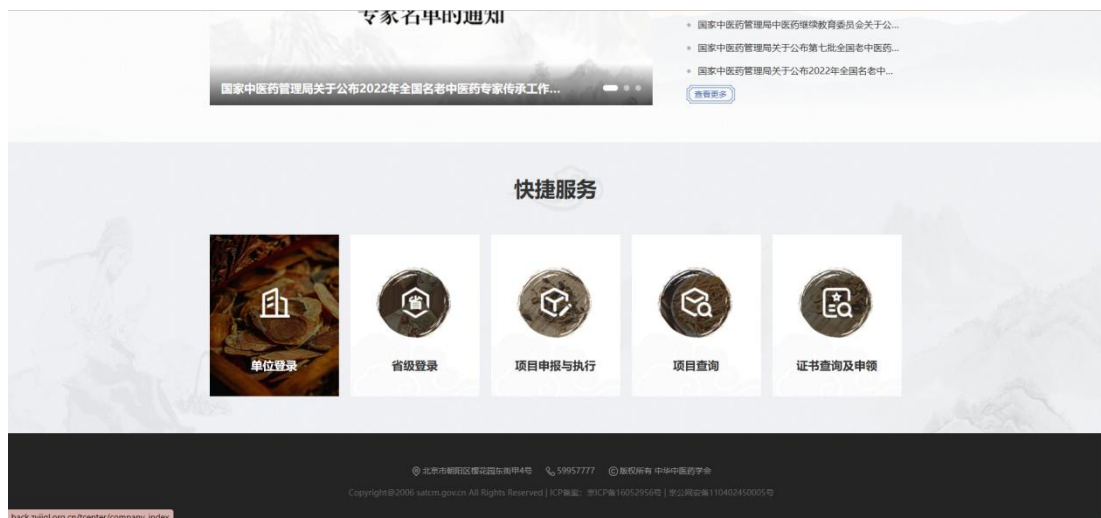 专家名单的通知
国家中医药管理局关于公布2022年全国名老中医药专家传承工作...
国家中医药管理局中医药继续教育委员会关于公...
国家中医药管理局关于公布第七批全国老中医药...
国家中医药管理局关于公布2022年全国名老中...
查看更多
快捷服务
单位登录
省级登录
项目申报与执行
项目查询
证书查询及申领
省
北京市朝阳区樱花园东街甲4号 59957777 ©版权所有 中华中医药学会
Copyright@2006 satcm.gov.cn All Rights Reserved | ICP备案：京ICP备16052956号 | 京公网安备110402450005号